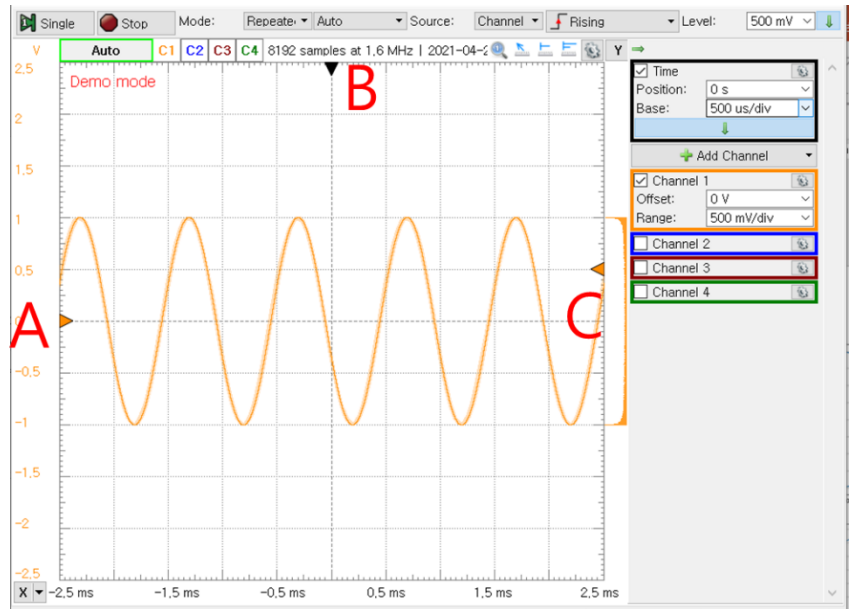 Single Stop Mode: Repeate Auto Source: Channel Rising Level: 500 mV
V Auto C1 C2 C3 C4 8192 samples at 1,6 MHz | 2021-04-2 Y
Demo mode
B
A
C
2,5
2
1,5
1
0,5
-0,5
-1
-1,5
-2
-2,5
X -2,5 ms -1,5 ms -0,5 ms 0,5 ms 1,5 ms 2,5 ms
Time
Position: 0 s
Base: 500 us/div
Add Channel
Channel 1
Offset: 0 V
Range: 500 mV/div
Channel 2
Channel 3
Channel 4